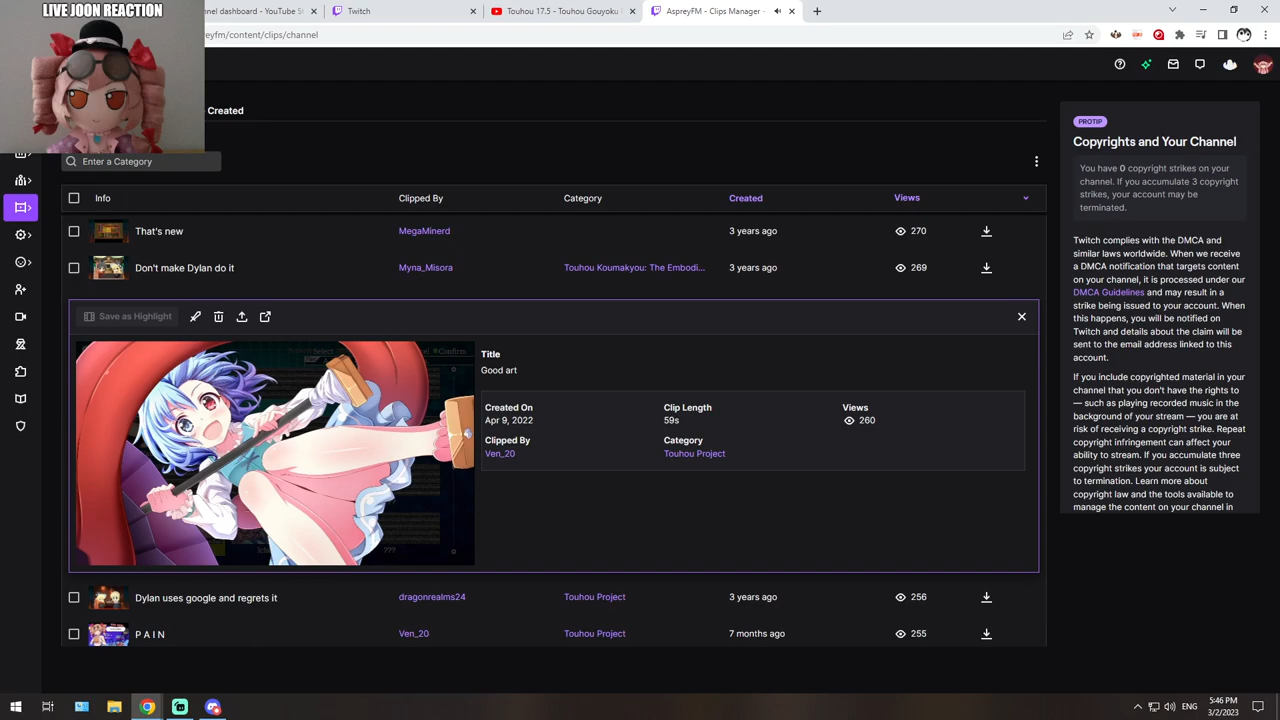 LIVE JOON REACTION
nnel dashboard - YouTube St
Twitch
Touhou 17.5 - Touhou Gouyoku I
AspreyFM - Clips Manager -
reyfm/content/clips/channel
Created
Enter a Category
Info
Clipped By
Category
Created
Views
That's new
MegaMinerd
3 years ago
270
Don't make Dylan do it
Myna_Misora
Touhou Koumakyou: The Embodi...
3 years ago
269
Save as Highlight
Select
Confirm
???
Title
Good art
Created On
Clip Length
Views
Apr 9, 2022
59s
260
Clipped By
Category
Ven_20
Touhou Project
Dylan uses google and regrets it
dragonrealms24
Touhou Project
3 years ago
256
P A I N
Ven_20
Touhou Project
7 months ago
255
PROTIP
Copyrights and Your Channel
You have 0 copyright strikes on
your channel. If you accumulate 3 copyright
strikes, your account may be
terminated.
Twitch complies with the DMCA and
similar laws worldwide. When we receive
a DMCA notification that targets content
on your channel, it is processed under our
DMCA Guidelines and may result in a
strike being issued to your account. When
this happens, you will be notified on
Twitch and details about the claim will be
sent to the email address linked to this
account.
If you include copyrighted material in your
channel that you don't have the rights to
— such as playing recorded music in the
background of your stream — you are at
risk of receiving a copyright strike. Repeat
copyright infringement can affect your
ability to stream. If you accumulate three
copyright strikes your account is subject
to termination. Learn more about
copyright law and the tools available to
manage the content on your channel in
ENG
5:46 PM
3/2/2023